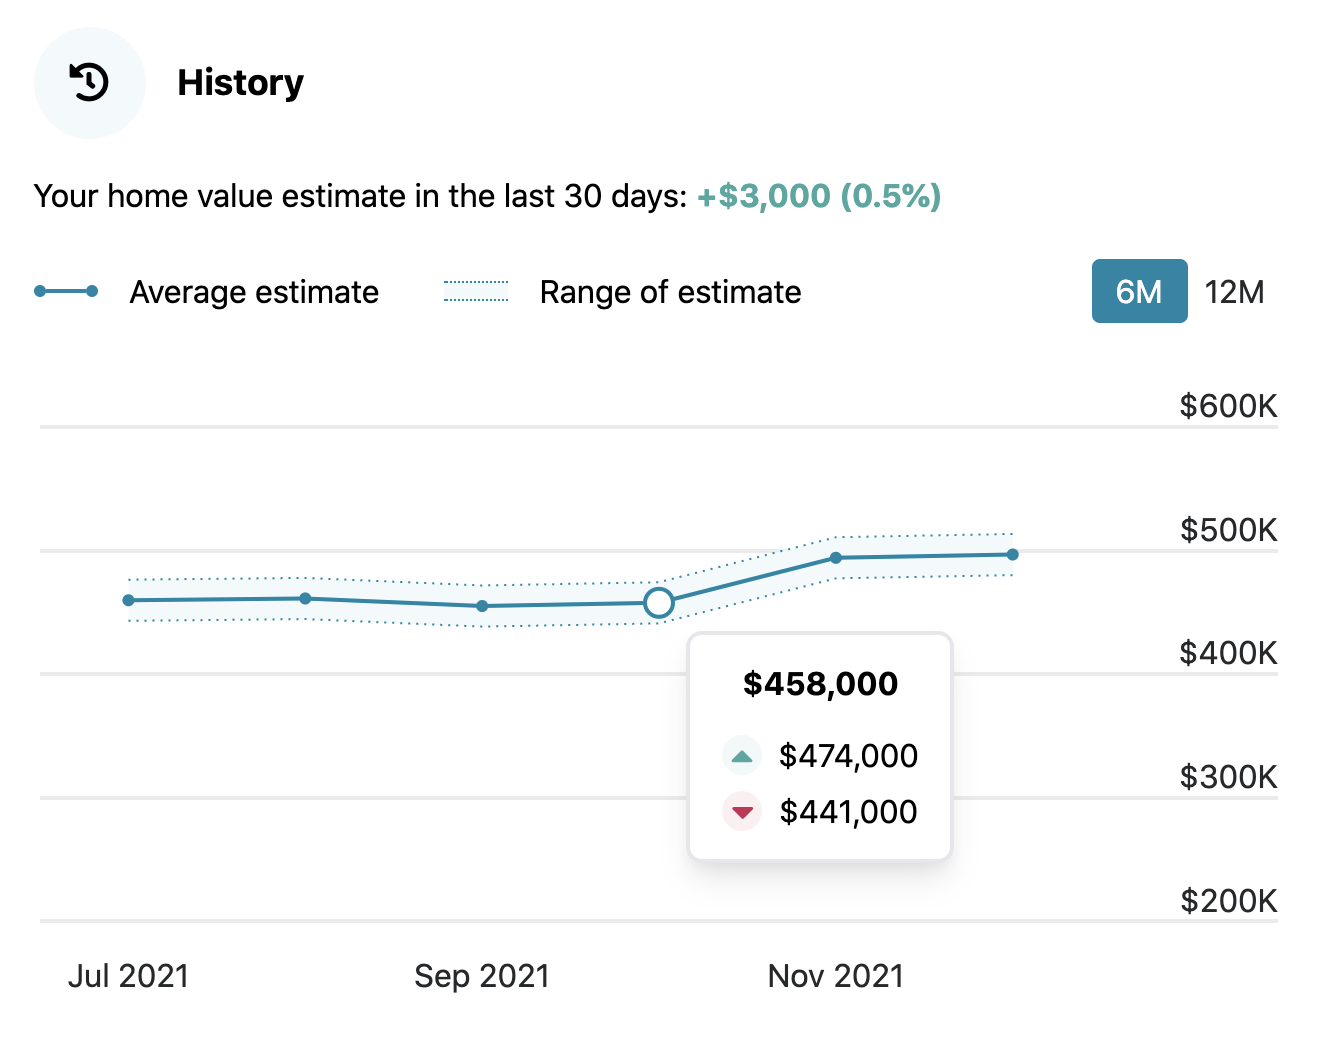 History
Your home value estimate in the last 30 days: +$3,000 (0.5%)
Average estimate Range of estimate 6M 12M
$600K
$500K
$400K
$458,000
$474,000
$300K
$441,000
$200K
Jul 2021 Sep 2021 Nov 2021